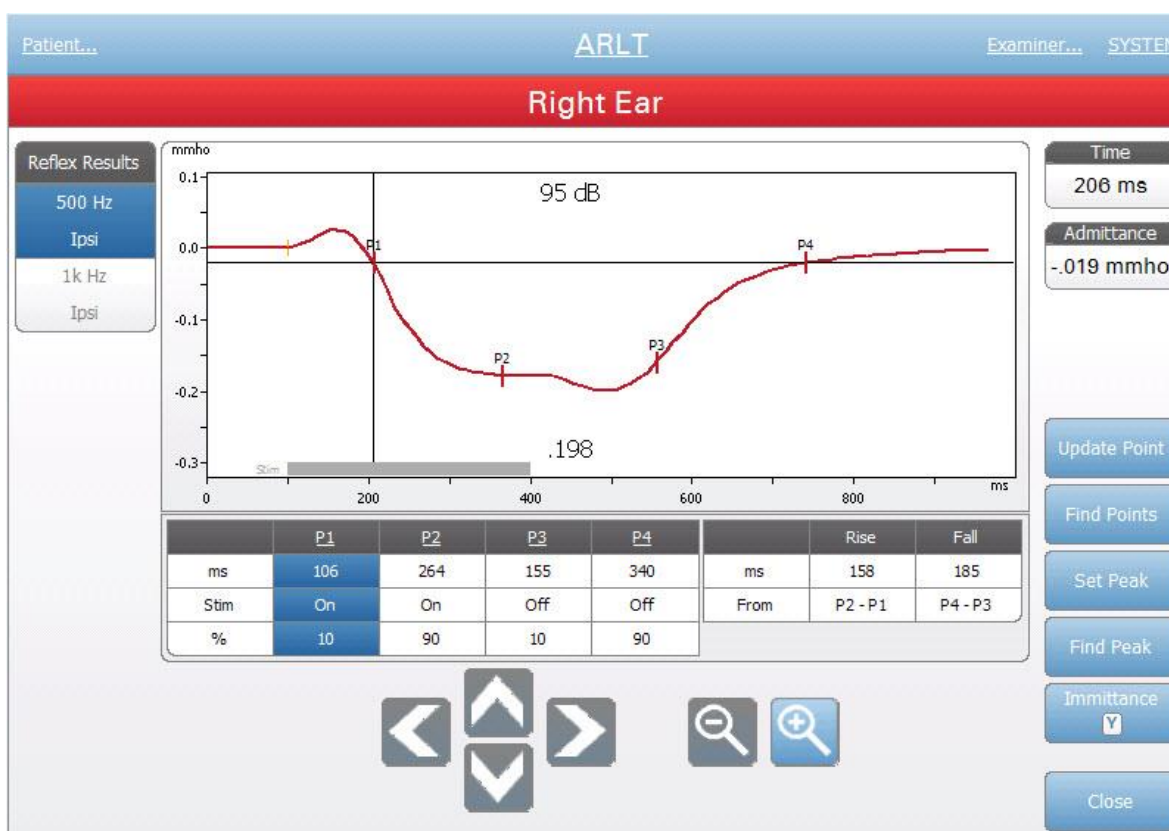 Patient...
ARLT
Examiner...
SYSTEM
Right Ear
Reflex Results
500 Hz
Ipsi
1k Hz
Ipsi
mmho
95 dB
0.1
0.0
-0.1
-0.2
-0.3
P1
P2
P3
P4
.198
Stim
0 200 400 600 800 ms
P1 P2 P3 P4 Rise Fall
ms 106 264 155 340 ms 158 185
Stim On On Off Off From P2 - P1 P4 - P3
% 10 90 10 90
Time
206 ms
Admittance
-.019 mmho
Update Point
Find Points
Set Peak
Find Peak
Immittance
Y
Close